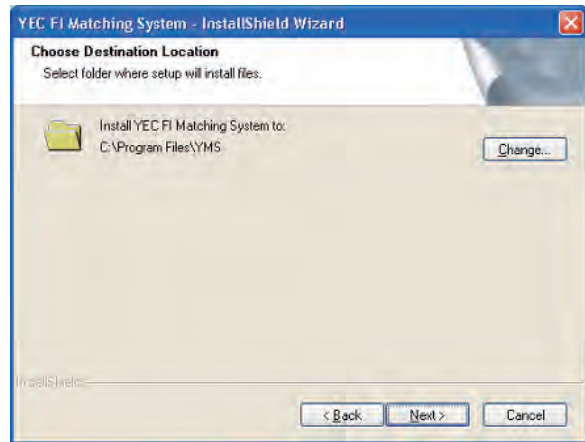 YEC FI Matching System - InstallShield Wizard
Choose Destination Location
Select folder where setup will install files.
Install YEC FI Matching System to:
C:\Program Files\YMS
Change...
InstallShield
< Back
Next >
Cancel